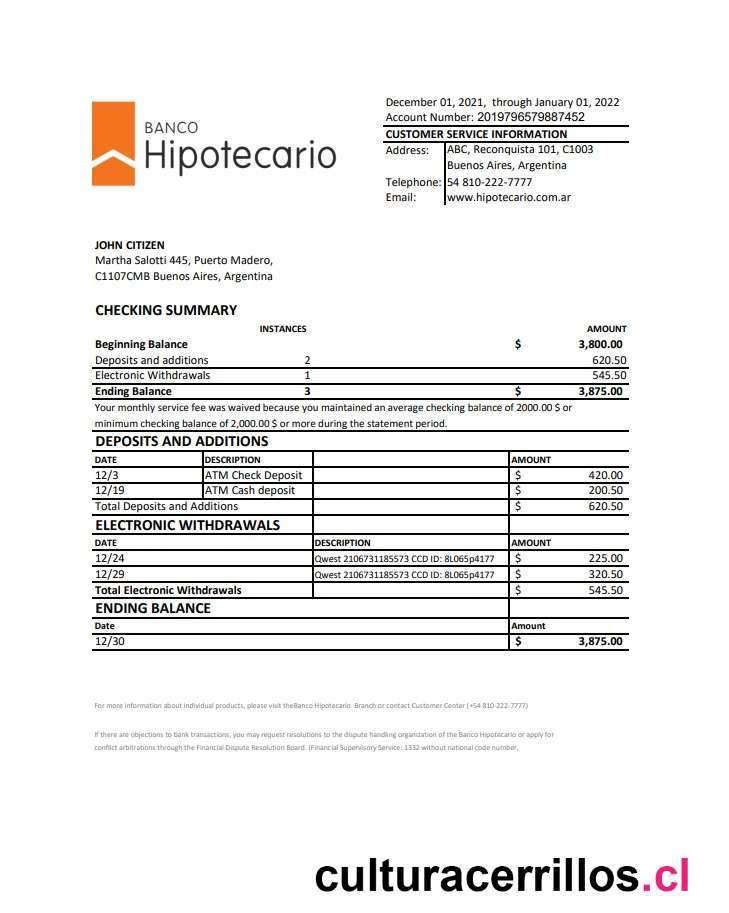 BANCO
Hipotecario
December 01, 2021, through January 01, 2022
Account Number: 2019796579887452
CUSTOMER SERVICE INFORMATION
Address: ABC, Reconquista 101, C1003
Buenos Aires, Argentina
Telephone: 54 810-222-7777
Email: www.hipotecario.com.ar
JOHN CITIZEN
Martha Salotti 445, Puerto Madero,
C1107CMB Buenos Aires, Argentina
CHECKING SUMMARY
INSTANCES AMOUNT
Beginning Balance $ 3,800.00
Deposits and additions 2 620.50
Electronic Withdrawals 1 545.50
Ending Balance 3 $ 3,875.00
Your monthly service fee was waived because you maintained an average checking balance of 2000.00 $ or
minimum checking balance of 2,000.00 $ or more during the statement period.
DEPOSITS AND ADDITIONS
DATE DESCRIPTION AMOUNT
12/3 ATM Check Deposit $ 420.00
12/19 ATM Cash deposit $ 200.50
Total Deposits and Additions $ 620.50
ELECTRONIC WITHDRAWALS
DATE DESCRIPTION AMOUNT
12/24 Qwest 2106731185573 CCD ID: 8L065p4177 $ 225.00
12/29 Qwest 2106731185573 CCD ID: 8L065p4177 $ 320.50
Total Electronic Withdrawals $ 545.50
ENDING BALANCE
Date Amount
12/30 $ 3,875.00
For more information about individual products, please visit theBanco Hipotecario. Branch or contact Customer Center (+54 810-222-7777)
If there are objections to bank transactions, you may request resolutions to the dispute handling organization of the Banco Hipotecario or apply for
conflict arbitrations through the Financial Dispute Resolution Board. (Financial Supervisory Service: 1332 without national code number,
culturacerrillos.cl